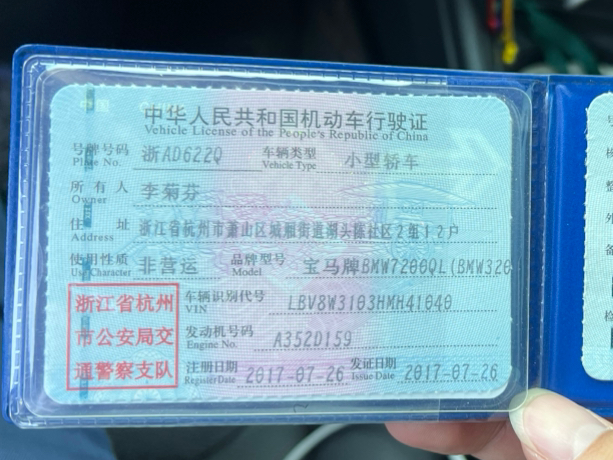 中华人民共和国机动车行驶证
Vehicle License of the People's Republic of China
号牌号码 浙AD622Q 车辆类型 小型轿车
Plate No. Vehicle Type
所有人 李菊芬
Owner
住址 浙江省杭州市萧山区城厢街道湖头陈社区2组12户
Address
使用性质 非营运 品牌型号 宝马牌BMW7200QL(BMW320
Use Character Model
浙江省杭州
市公安局交
通警察支队
车辆识别代号 LBV8W3103HMH41040
VIN
发动机号码 A352D159
Engine No.
注册日期 2017-07-26 发证日期 2017-07-26
Register Date Issue Date